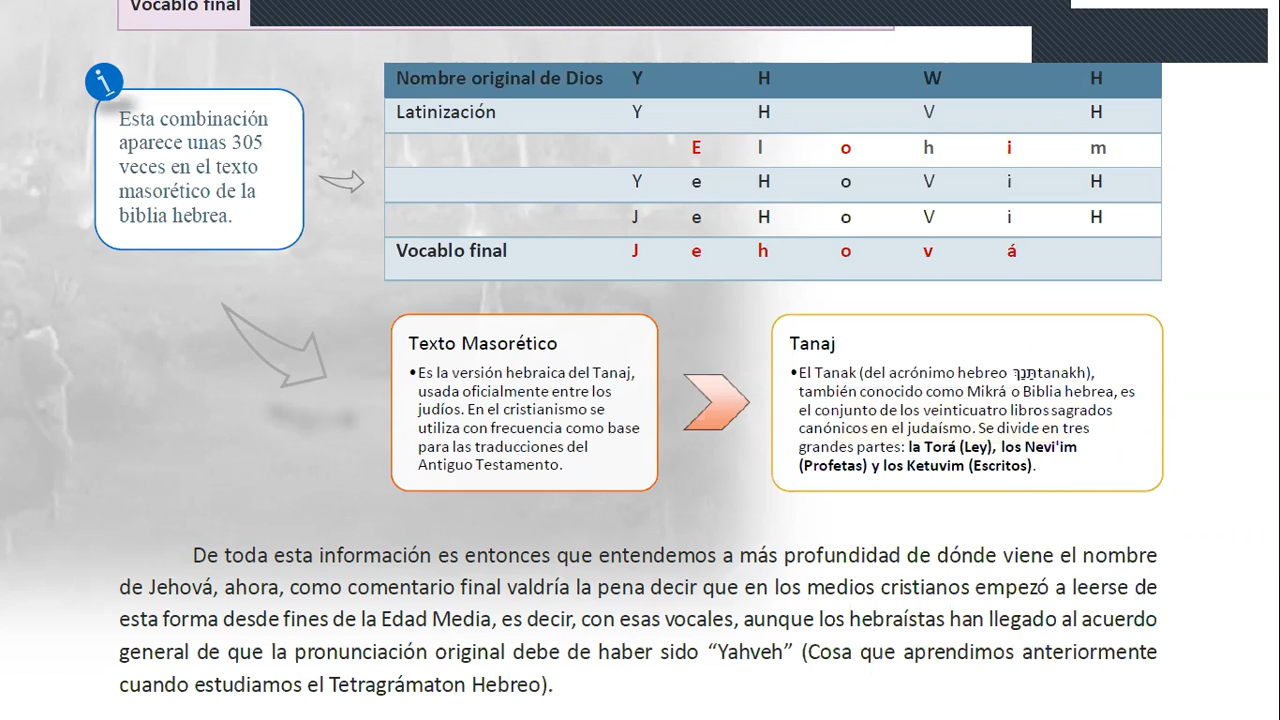 Vocablo final
Esta combinación
aparece unas 305
veces en el texto
masorético de la
biblia hebrea.
Nombre original de Dios Y H W H
Latinización Y H V H
E l o h i m
Y e H o V i H
J e H o V i H
Vocablo final J e h o v á
Texto Masorético
•Es la versión hebraica del Tanaj,
usada oficialmente entre los
judíos. En el cristianismo se
utiliza con frecuencia como base
para las traducciones del
Antiguo Testamento.
Tanaj
•El Tanak (del acrónimo hebreo תַּנַךְ tanakh),
también conocido como Mikrá o Biblia hebrea, es
el conjunto de los veinticuatro libros sagrados
canónicos en el judaísmo. Se divide en tres
grandes partes: la Torá (Ley), los Nevi'im
(Profetas) y los Ketuvim (Escritos).
De toda esta información es entonces que entendemos a más profundidad de dónde viene el nombre
de Jehová, ahora, como comentario final valdría la pena decir que en los medios cristianos empezó a leerse de
esta forma desde fines de la Edad Media, es decir, con esas vocales, aunque los hebraístas han llegado al acuerdo
general de que la pronunciación original debe de haber sido “Yahveh” (Cosa que aprendimos anteriormente
cuando estudiamos el Tetragrámaton Hebreo).